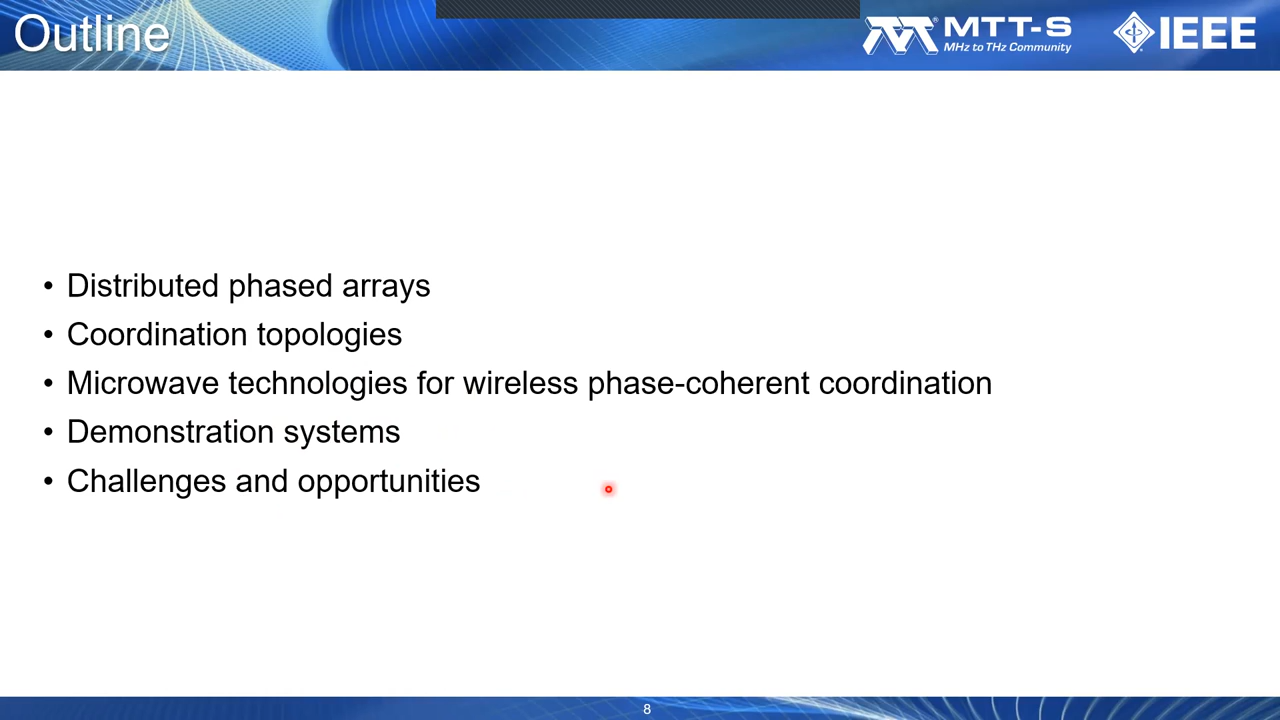 Outline
MTT-S
MHz to THz Community
IEEE
• Distributed phased arrays
• Coordination topologies
• Microwave technologies for wireless phase-coherent coordination
• Demonstration systems
• Challenges and opportunities
8